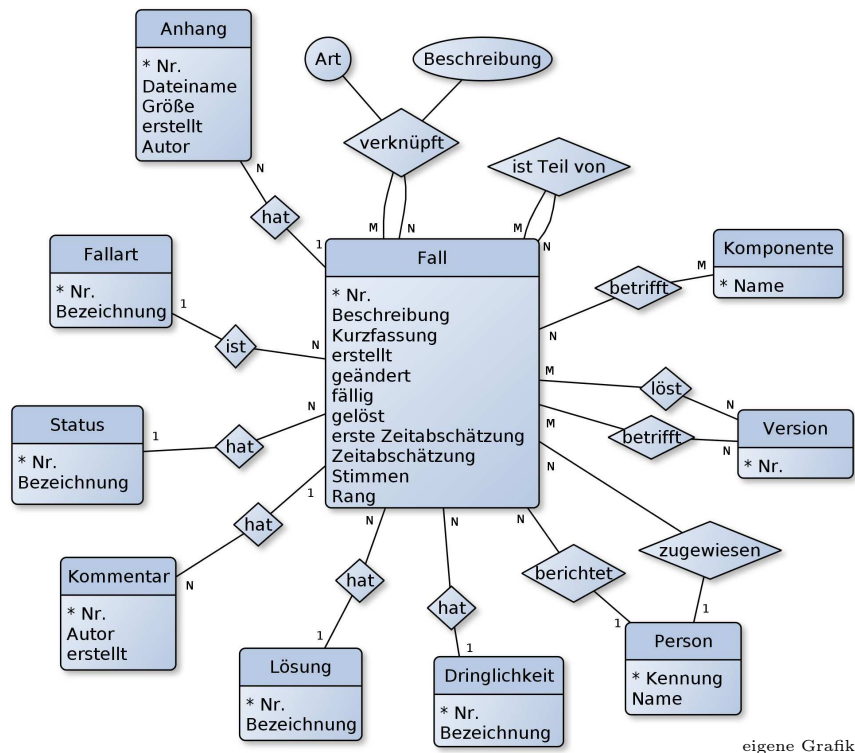 Anhang
* Nr.
Dateiname
Größe
erstellt
Autor
Art
Beschreibung
verknüpft
ist Teil von
N
hat
1
M
N
M
N
Fallart
* Nr.
Bezeichnung
1
ist
N
Fall
* Nr.
Beschreibung
Kurzfassung
erstellt
geändert
fällig
gelöst
erste Zeitabschätzung
Zeitabschätzung
Stimmen
Rang
Komponente
* Name
M
betrifft
N
M
löst
N
M
betrifft
N
Version
* Nr.
Status
* Nr.
Bezeichnung
1
hat
N
Kommentar
* Nr.
Autor
erstellt
N
hat
1
N
hat
1
Lösung
* Nr.
Bezeichnung
N
hat
1
Dringlichkeit
* Nr.
Bezeichnung
N
berichtet
1
N
zugewiesen
1
Person
* Kennung
Name
eigene Grafik